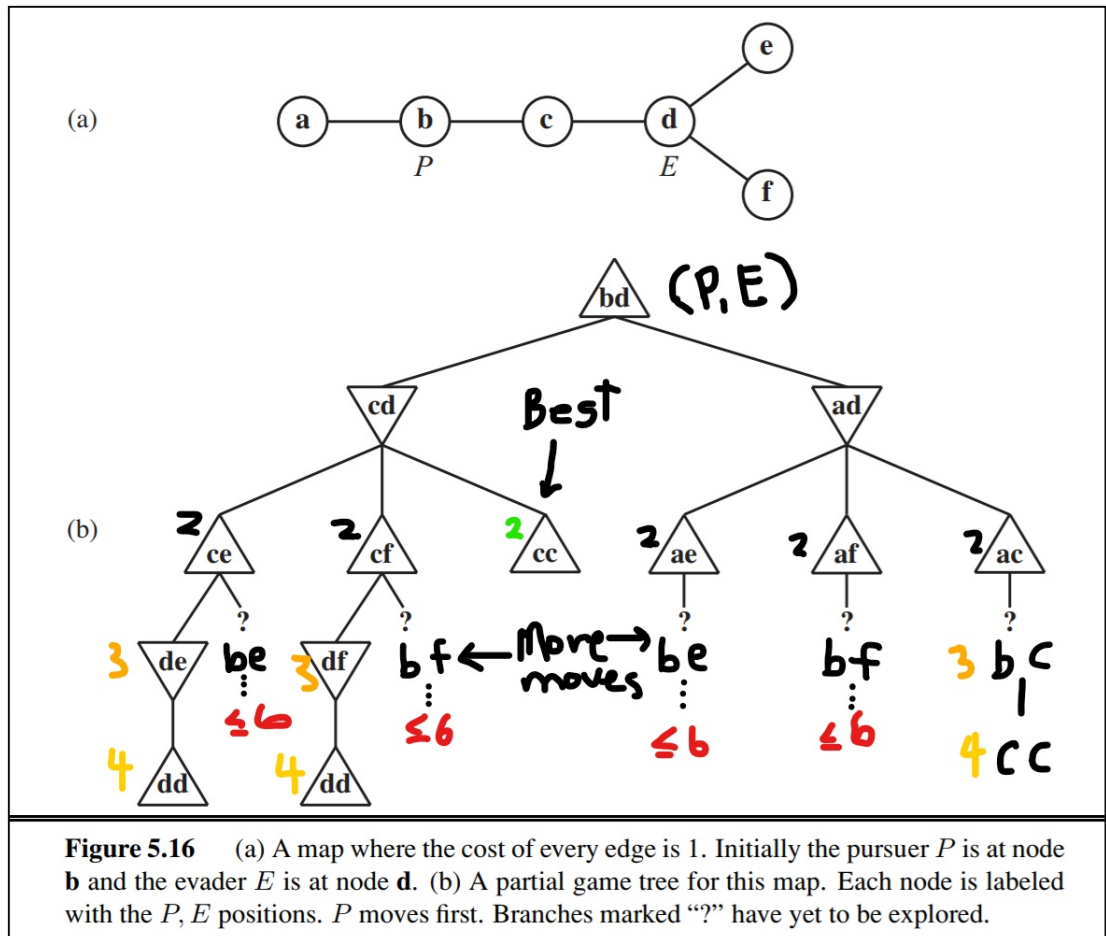 e
(a)
a b c d
P E
f
bd (P,E)
cd Best ad
(b)
2 2 2 2 2 2
ce cf cc ae af ac
? ? ? ? ?
3 de be 3 df bf ← More → be bf 3 bc
moves
≤6 ≤6 ≤6 ≤6
4 dd 4 dd 4 cc
Figure 5.16 (a) A map where the cost of every edge is 1. Initially the pursuer P is at node
b and the evader E is at node d. (b) A partial game tree for this map. Each node is labeled
with the P, E positions. P moves first. Branches marked “?” have yet to be explored.